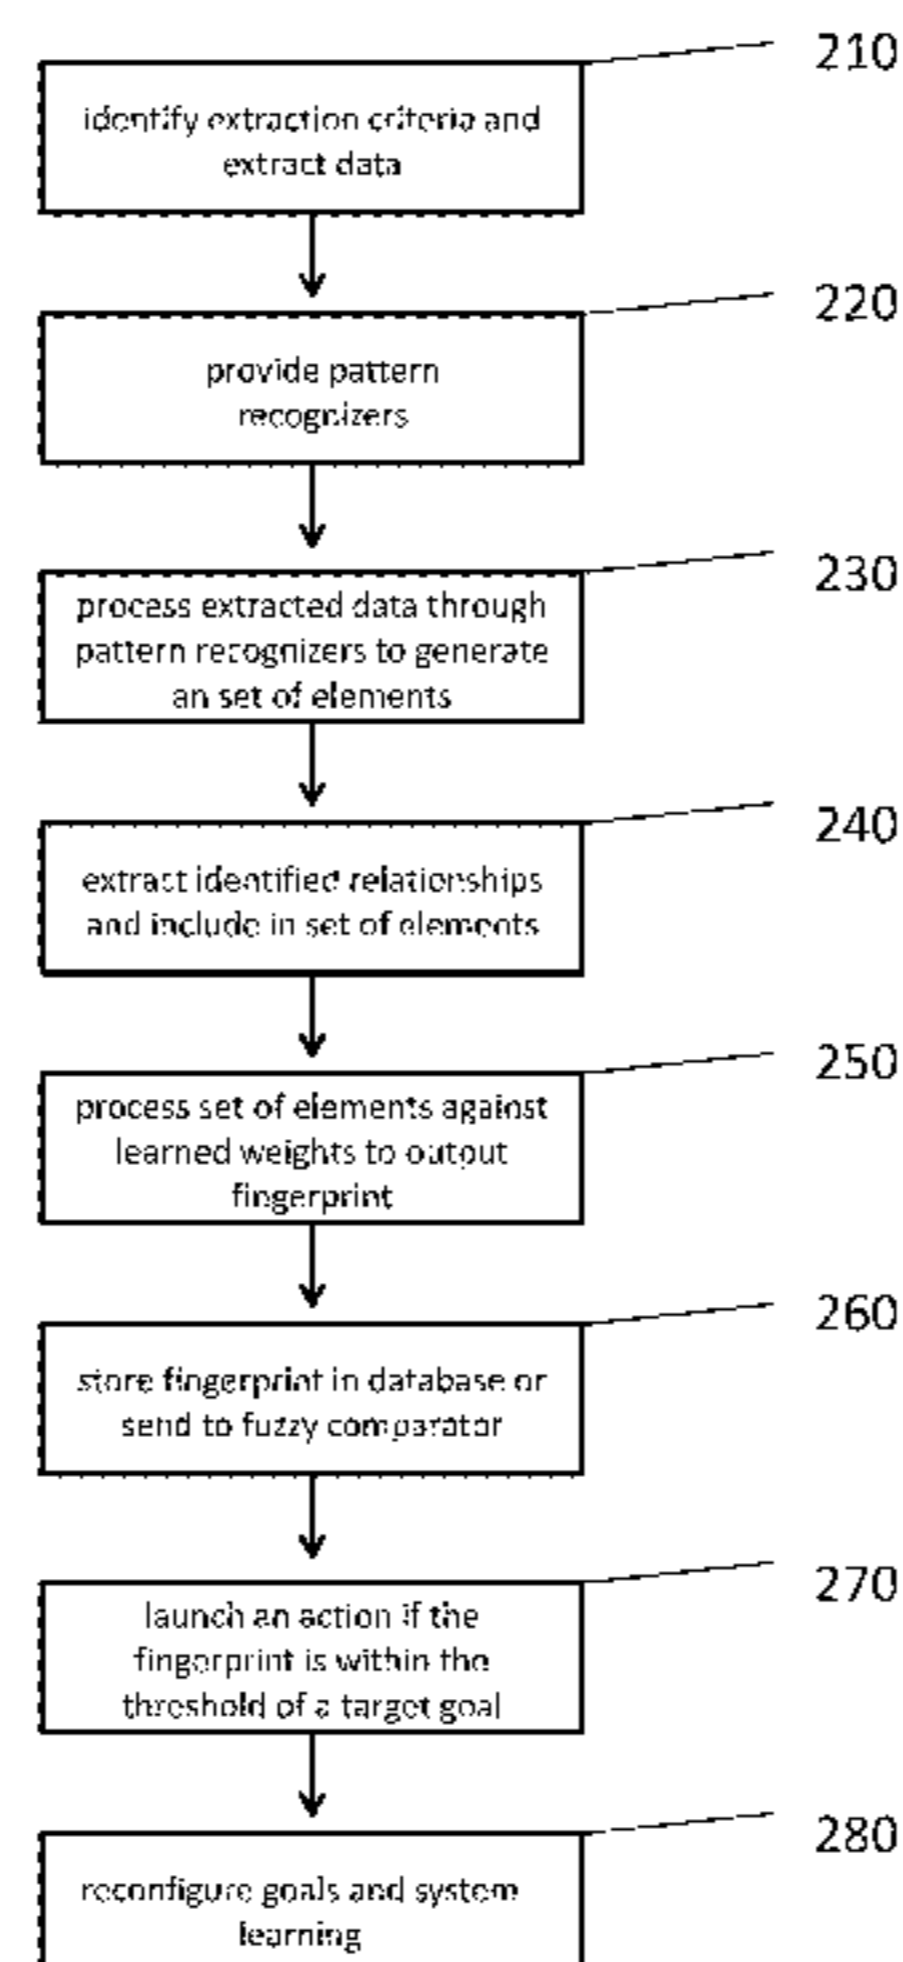 210
identify extraction criteria and
extract data
220
provide pattern
recognizers
230
process extracted data through
pattern recognizers to generate
an set of elements
240
extract identified relationships
and include in set of elements
250
process set of elements against
learned weights to output
fingerprint
260
store fingerprint in database or
send to fuzzy comparator
270
launch an action if the
fingerprint is within the
threshold of a target goal
280
reconfigure goals and system
learning